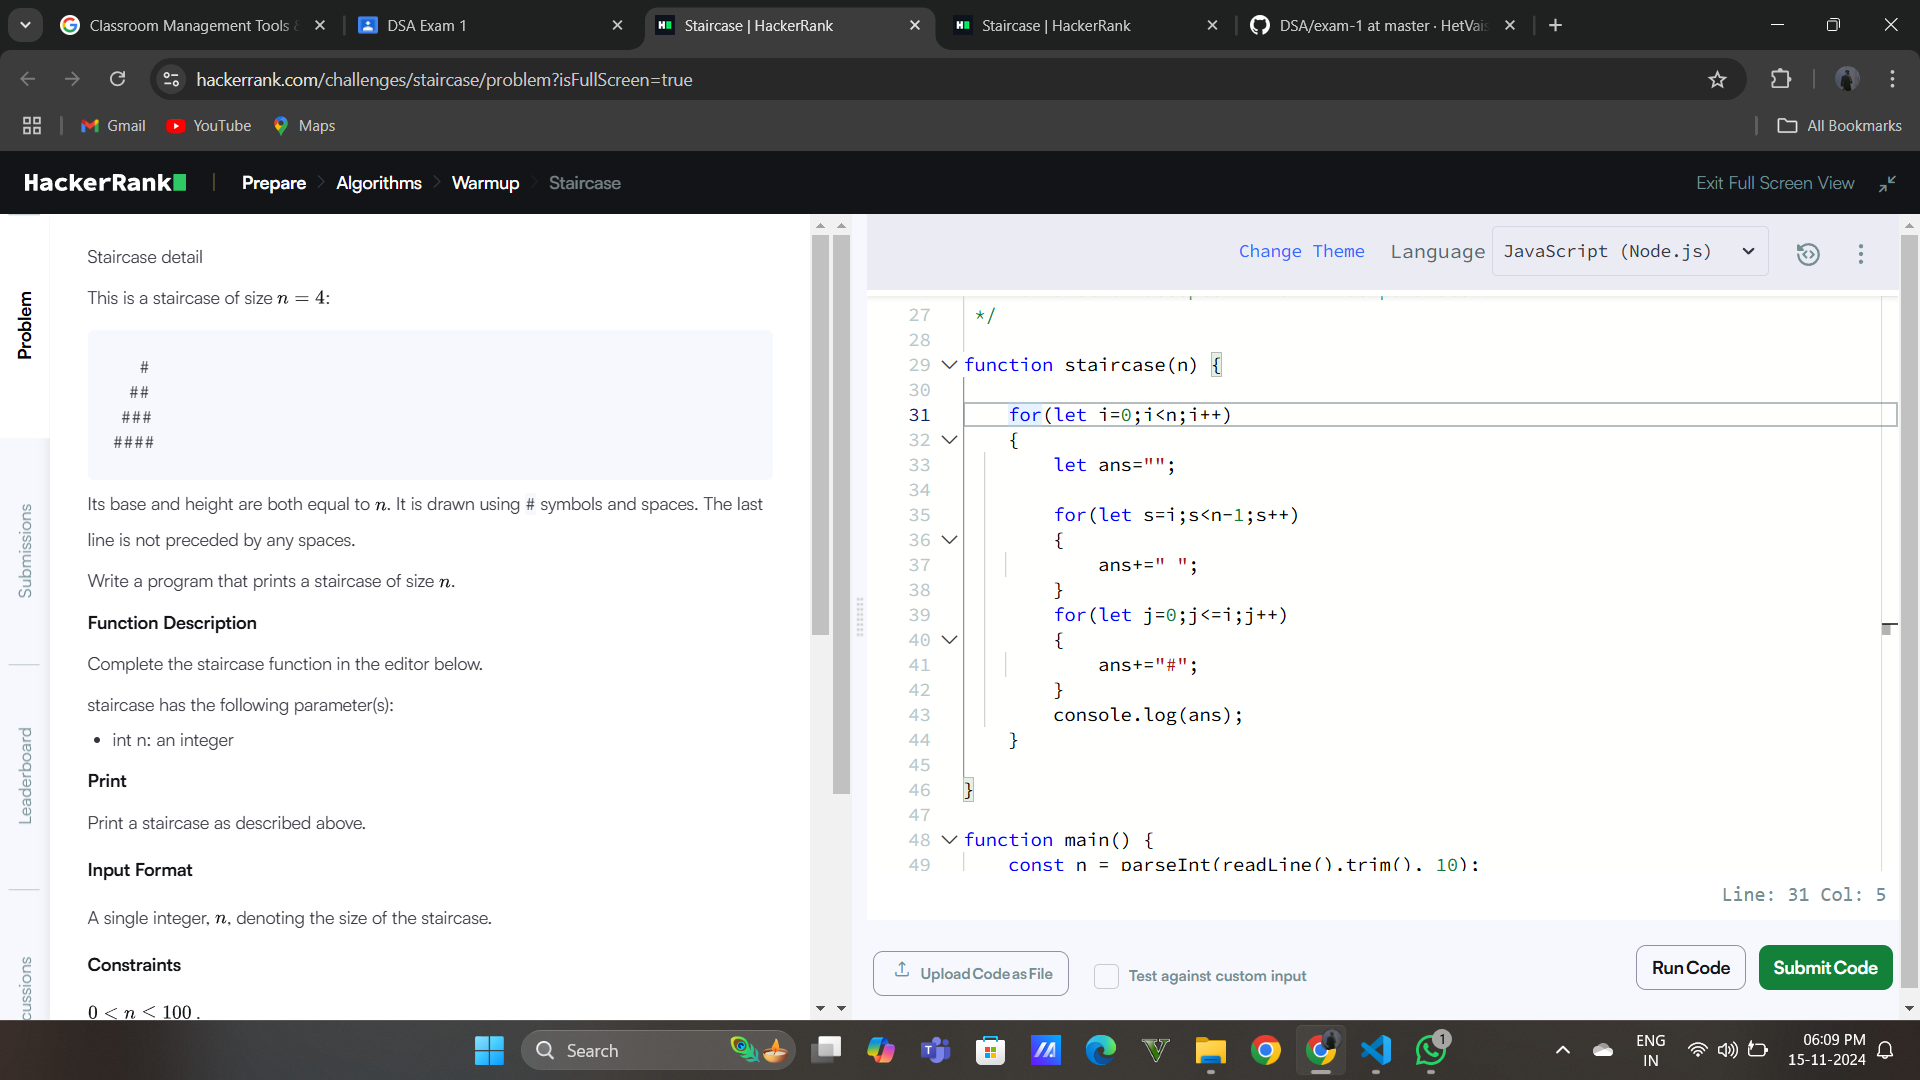 Classroom Management Tools &
DSA Exam 1
Staircase | HackerRank
Staircase | HackerRank
DSA/exam-1 at master · HetVais
hackerrank.com/challenges/staircase/problem?isFullScreen=true
Gmail
YouTube
Maps
All Bookmarks
HackerRank
Prepare
Algorithms
Warmup
Staircase
Exit Full Screen View
Problem
Submissions
Leaderboard
Staircase detail
This is a staircase of size n = 4:
#
##
###
####
Its base and height are both equal to n. It is drawn using # symbols and spaces. The last
line is not preceded by any spaces.
Write a program that prints a staircase of size n.
Function Description
Complete the staircase function in the editor below.
staircase has the following parameter(s):
• int n: an integer
Print
Print a staircase as described above.
Input Format
A single integer, n, denoting the size of the staircase.
Constraints
0 < n ≤ 100 .
Change Theme
Language
JavaScript (Node.js)
27 */
28
29 function staircase(n) {
30
31 for(let i=0;i<n;i++)
32 {
33 let ans="";
34
35 for(let s=i;s<n-1;s++)
36 {
37 ans+=" ";
38 }
39 for(let j=0;j<=i;j++)
40 {
41 ans+="#";
42 }
43 console.log(ans);
44 }
45
46 }
47
48 function main() {
49 const n = parseInt(readLine().trim(), 10);
Line: 31 Col: 5
Upload Code as File
Test against custom input
Run Code
Submit Code
Search
1
ENG
IN
06:09 PM
15-11-2024